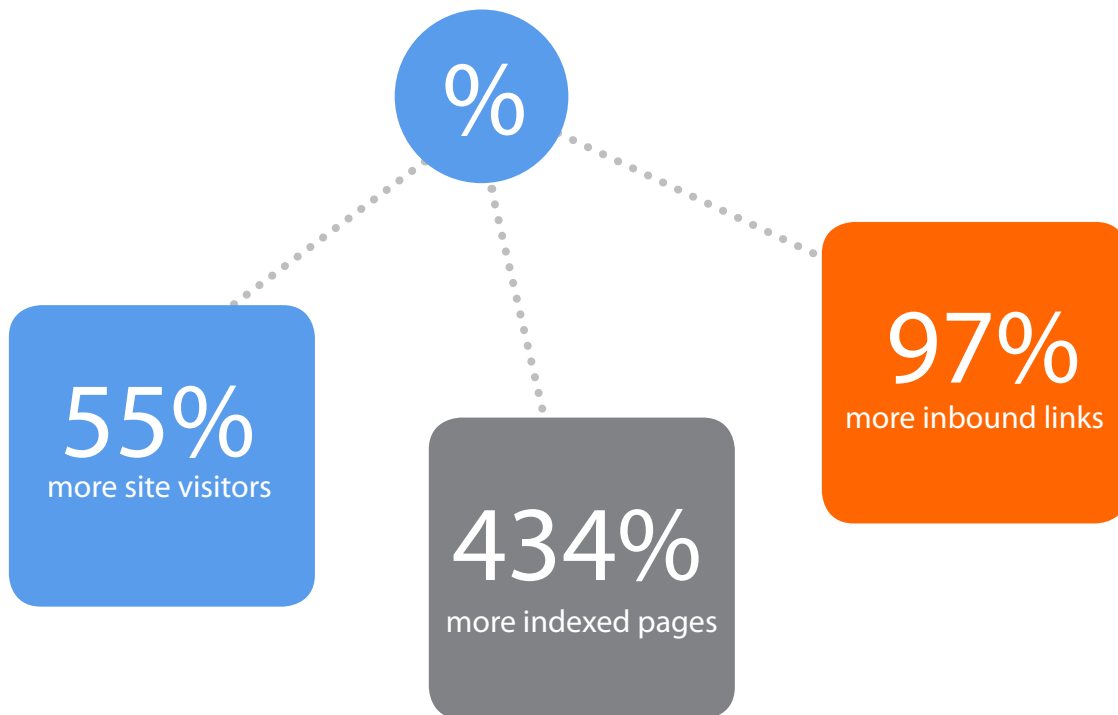 %
55%
more site visitors
434%
more indexed pages
97%
more inbound links